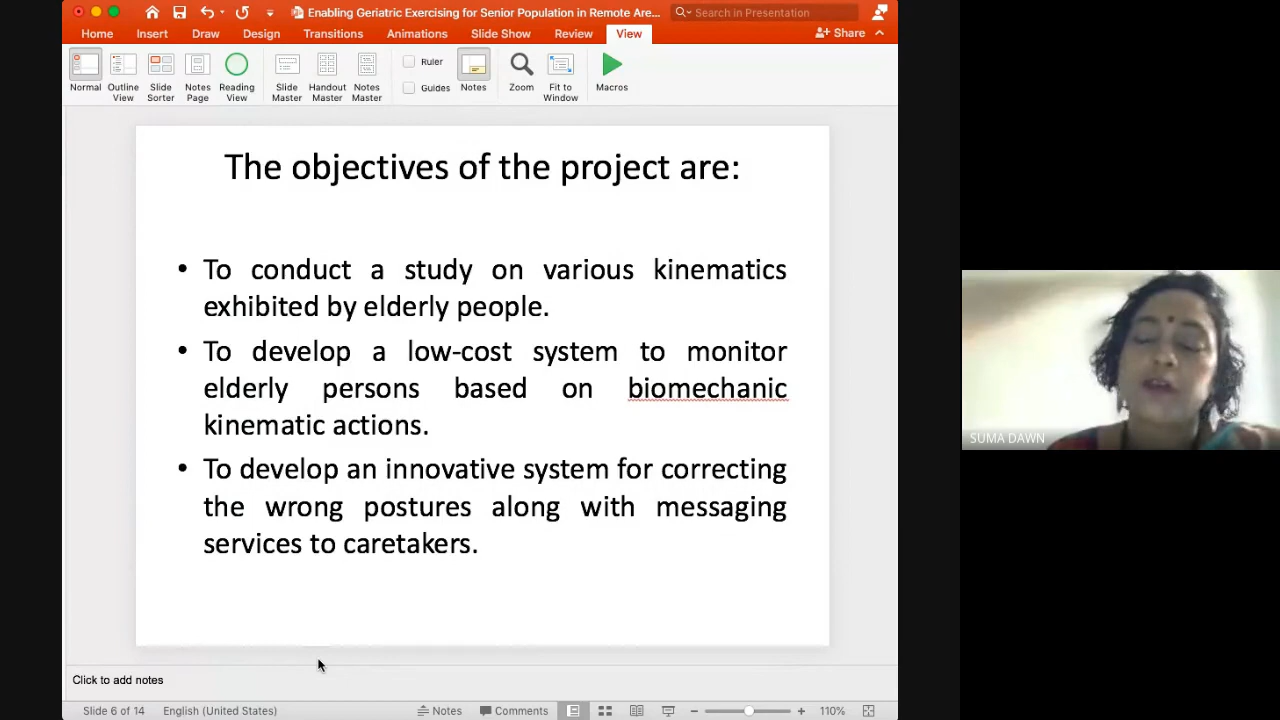 Enabling Geriatric Exercising for Senior Population in Remote Are...
Search in Presentation
Home Insert Draw Design Transitions Animations Slide Show Review View Share
Normal
Outline View
Slide Sorter
Notes Page
Reading View
Slide Master
Handout Master
Notes Master
Ruler
Guides
Notes
Zoom
Fit to Window
Macros
The objectives of the project are:
• To conduct a study on various kinematics
exhibited by elderly people.
• To develop a low-cost system to monitor
elderly persons based on biomechanic
kinematic actions.
• To develop an innovative system for correcting
the wrong postures along with messaging
services to caretakers.
SUMA DAWN
Click to add notes
Slide 6 of 14 English (United States) Notes Comments 110%